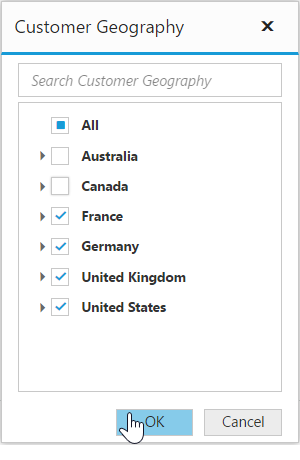 Customer Geography
Search Customer Geography
All
Australia
Canada
France
Germany
United Kingdom
United States
OK
Cancel